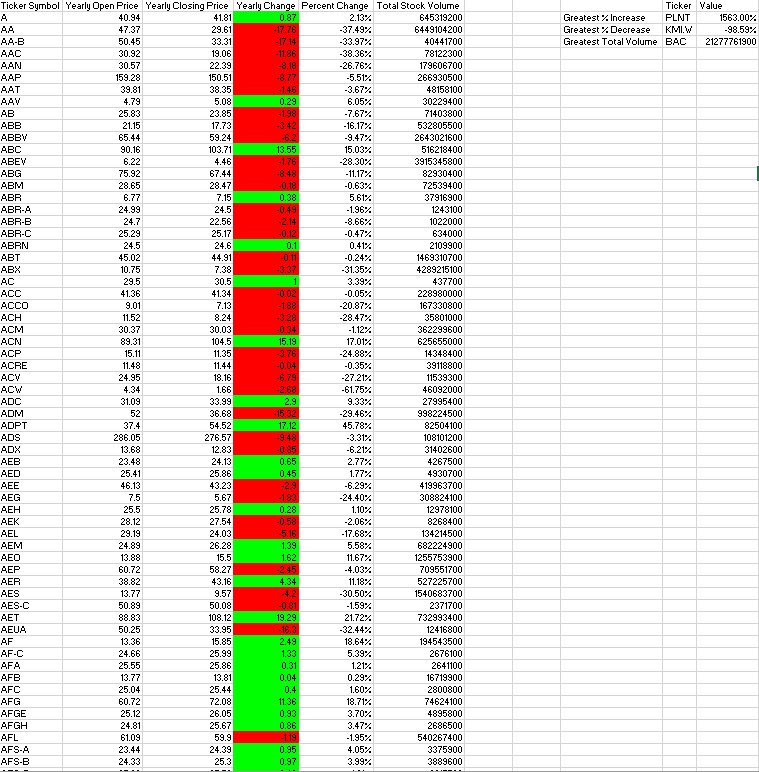 Ticker Symbol Yearly Open Price Yearly Closing Price Yearly Change Percent Change Total Stock Volume Ticker Value
A 40.94 41.81 0.87 2.13% 645319200 Greatest % Increase PLNT 1563.00%
AA 47.37 29.61 -17.76 -37.49% 6449104200 Greatest % Decrease KMI.W -98.59%
AA-B 50.45 33.31 -17.14 -33.97% 40441700 Greatest Total Volume BAC 21277761900
AAC 30.92 19.06 -11.86 -38.36% 78122300
AAN 30.57 22.39 -8.18 -26.76% 179606700
AAP 159.28 150.51 -8.77 -5.51% 266930500
AAT 39.81 38.35 -1.46 -3.67% 48158100
AAV 4.79 5.08 0.29 6.05% 30229400
AB 25.83 23.85 -1.98 -7.67% 71403800
ABB 21.15 17.73 -3.42 -16.17% 532805500
ABBV 65.44 59.24 -6.2 -9.47% 2643021600
ABC 90.16 103.71 13.55 15.03% 516218400
ABEV 6.22 4.46 -1.76 -28.30% 3915345800
ABG 75.92 67.44 -8.48 -11.17% 82930400
ABM 28.65 28.47 -0.18 -0.63% 72539400
ABR 6.77 7.15 0.38 5.61% 37916900
ABR-A 24.99 24.5 -0.49 -1.96% 1243100
ABR-B 24.7 22.56 -2.14 -8.66% 1022000
ABR-C 25.29 25.17 -0.12 -0.47% 634000
ABRN 24.5 24.6 0.1 0.41% 2109900
ABT 45.02 44.91 -0.11 -0.24% 1469310700
ABX 10.75 7.38 -3.37 -31.35% 4289215100
AC 29.5 30.5 1 3.39% 437700
ACC 41.36 41.34 -0.02 -0.05% 228980000
ACCO 9.01 7.13 -1.88 -20.87% 167330800
ACH 11.52 8.24 -3.28 -28.47% 35801000
ACM 30.37 30.03 -0.34 -1.12% 362299600
ACN 89.31 104.5 15.19 17.01% 625655000
ACP 15.11 11.35 -3.76 -24.88% 14348400
ACRE 11.48 11.44 -0.04 -0.35% 39118800
ACV 24.95 18.16 -6.79 -27.21% 11539300
ACW 4.34 1.66 -2.68 -61.75% 46092000
ADC 31.09 33.99 2.9 9.33% 27995400
ADM 52 36.68 -15.32 -29.46% 998224500
ADPT 37.4 54.52 17.12 45.78% 82504100
ADS 286.05 276.57 -9.48 -3.31% 108101200
ADX 13.68 12.83 -0.85 -6.21% 31402600
AEB 23.48 24.13 0.65 2.77% 4267500
AED 25.41 25.86 0.45 1.77% 4930700
AEE 46.13 43.23 -2.9 -6.29% 419963700
AEG 7.5 5.67 -1.83 -24.40% 308824100
AEH 25.5 25.78 0.28 1.10% 12978100
AEK 28.12 27.54 -0.58 -2.06% 8268400
AEL 29.19 24.03 -5.16 -17.68% 134214500
AEM 24.89 26.28 1.39 5.58% 682224900
AEO 13.88 15.5 1.62 11.67% 1255753900
AEP 60.72 58.27 -2.45 -4.03% 709551700
AER 38.82 43.16 4.34 11.18% 527225700
AES 13.77 9.57 -4.2 -30.50% 1540683700
AES-C 50.89 50.08 -0.81 -1.59% 2371700
AET 88.83 108.12 19.29 21.72% 732993400
AEUA 50.25 33.95 -16.3 -32.44% 12416800
AF 13.36 15.85 2.49 18.64% 194543500
AF-C 24.66 25.99 1.33 5.39% 2676100
AFA 25.55 25.86 0.31 1.21% 2641100
AFB 13.77 13.81 0.04 0.29% 16719900
AFC 25.04 25.44 0.4 1.60% 2800800
AFG 60.72 72.08 11.36 18.71% 74624100
AFGE 25.12 26.05 0.93 3.70% 4895800
AFGH 24.81 25.67 0.86 3.47% 2686500
AFL 61.09 59.9 -1.19 -1.95% 540267400
AFS-A 23.44 24.39 0.95 4.05% 3375900
AFS-B 24.33 25.3 0.97 3.99% 3889600